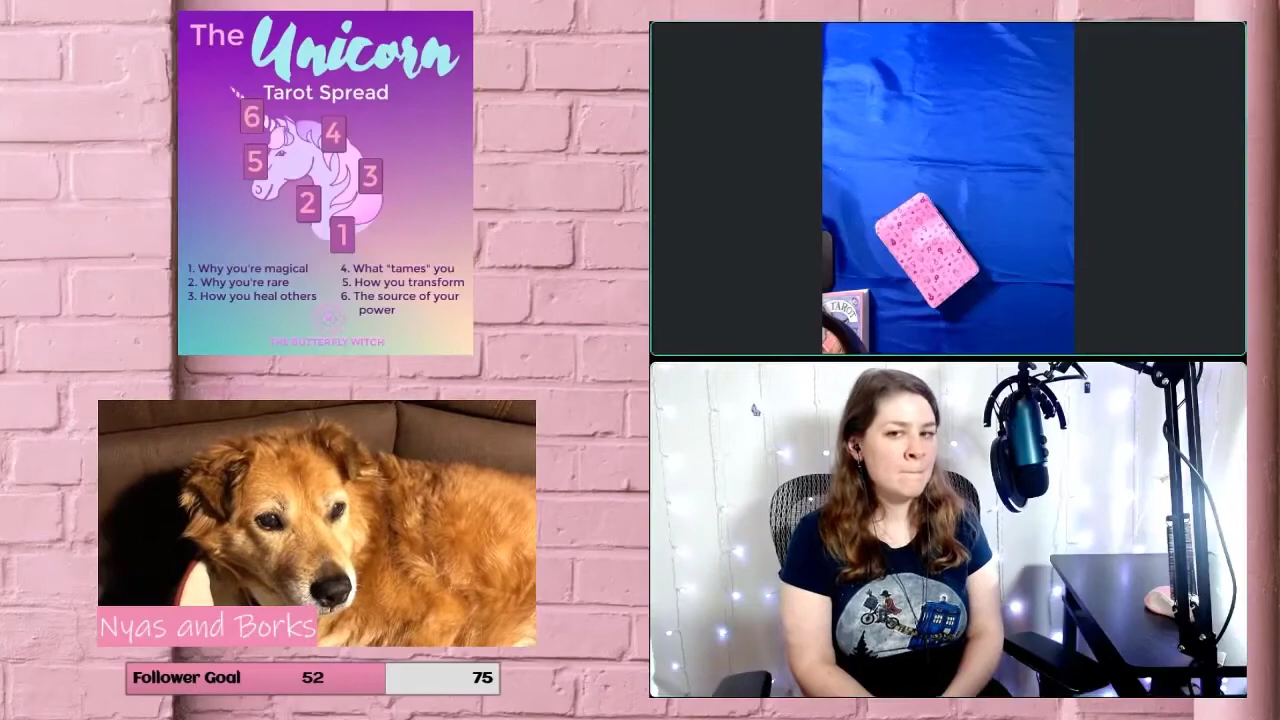 The Unicorn
Tarot Spread
6
4
5
3
2
1
1. Why you're magical
2. Why you're rare
3. How you heal others
4. What "tames" you
5. How you transform
6. The source of your
power
THE BUTTERFLY WITCH
TAROT
Nyas and Borks
Follower Goal 52 75